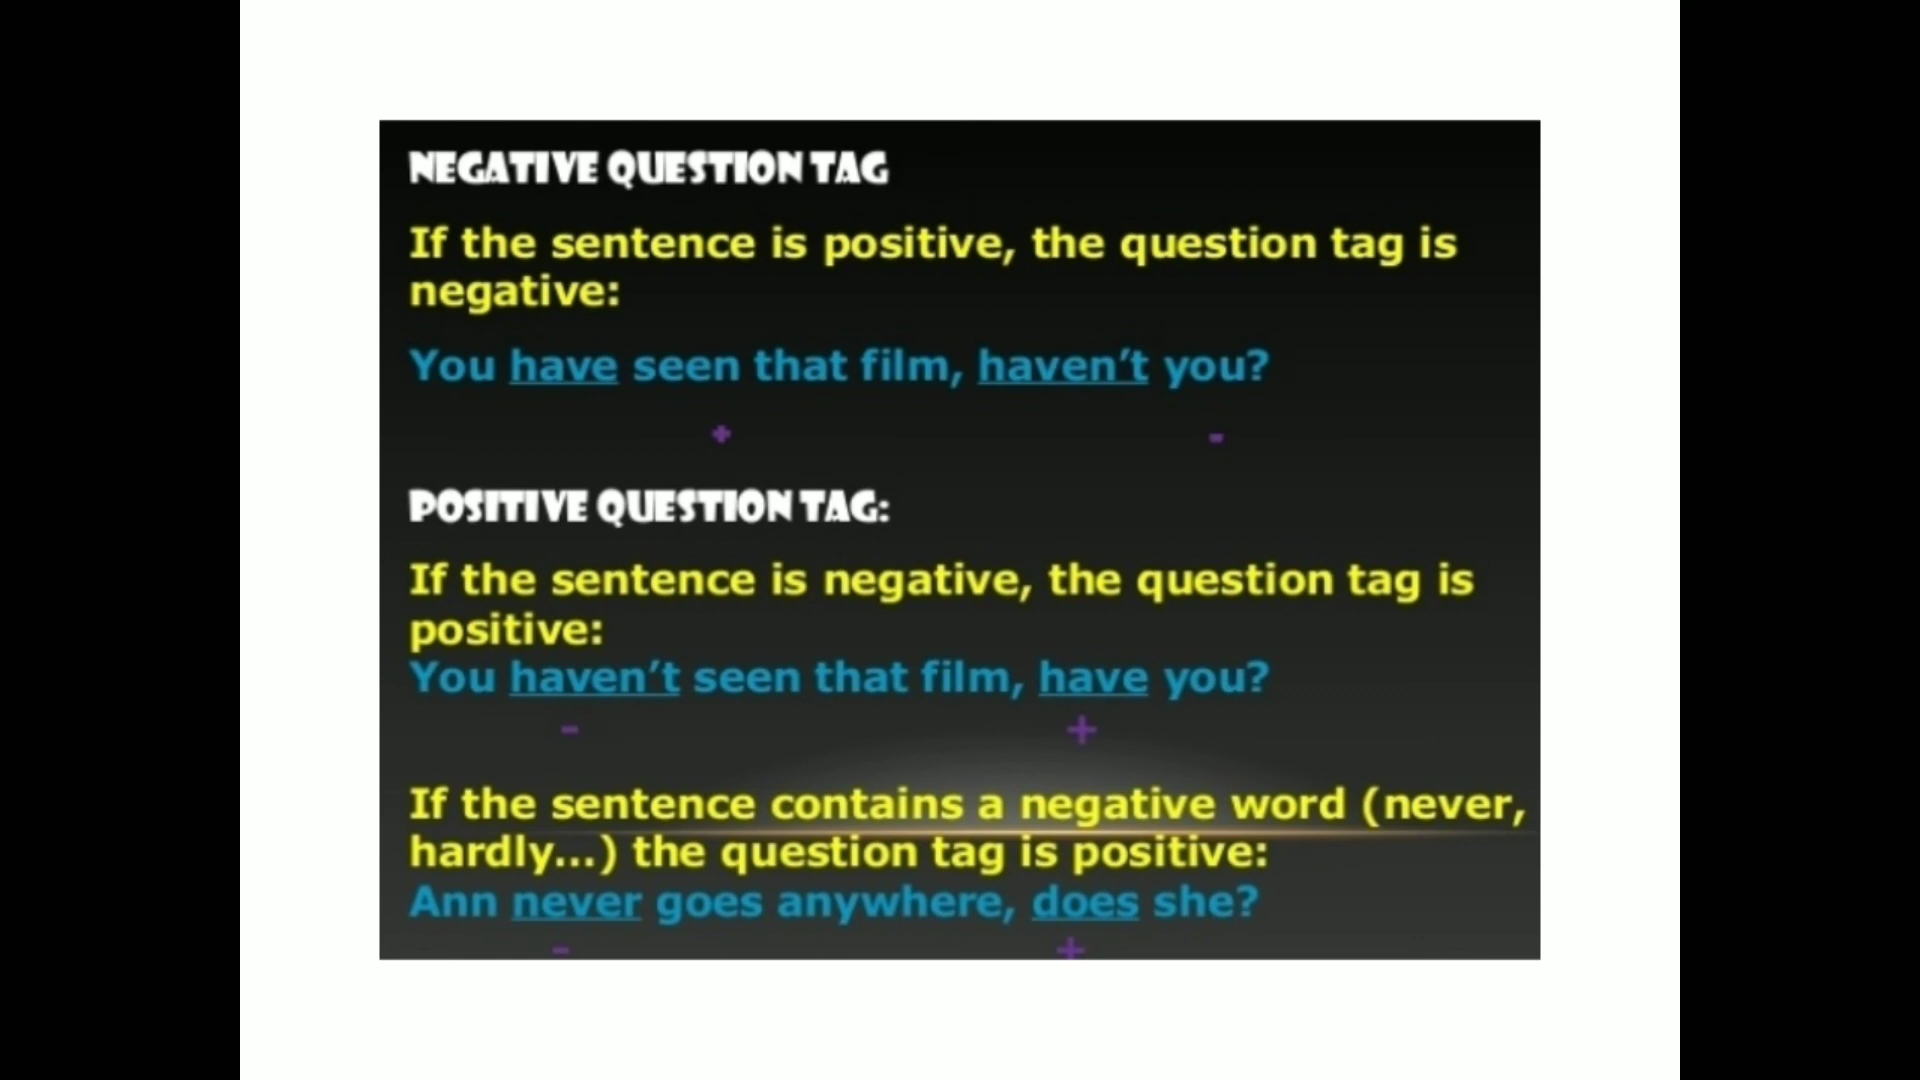 NEGATIVE QUESTION TAG
If the sentence is positive, the question tag is
negative:
You have seen that film, haven't you?
+ -
POSITIVE QUESTION TAG:
If the sentence is negative, the question tag is
positive:
You haven't seen that film, have you?
- +
If the sentence contains a negative word (never,
hardly...) the question tag is positive:
Ann never goes anywhere, does she?
- +